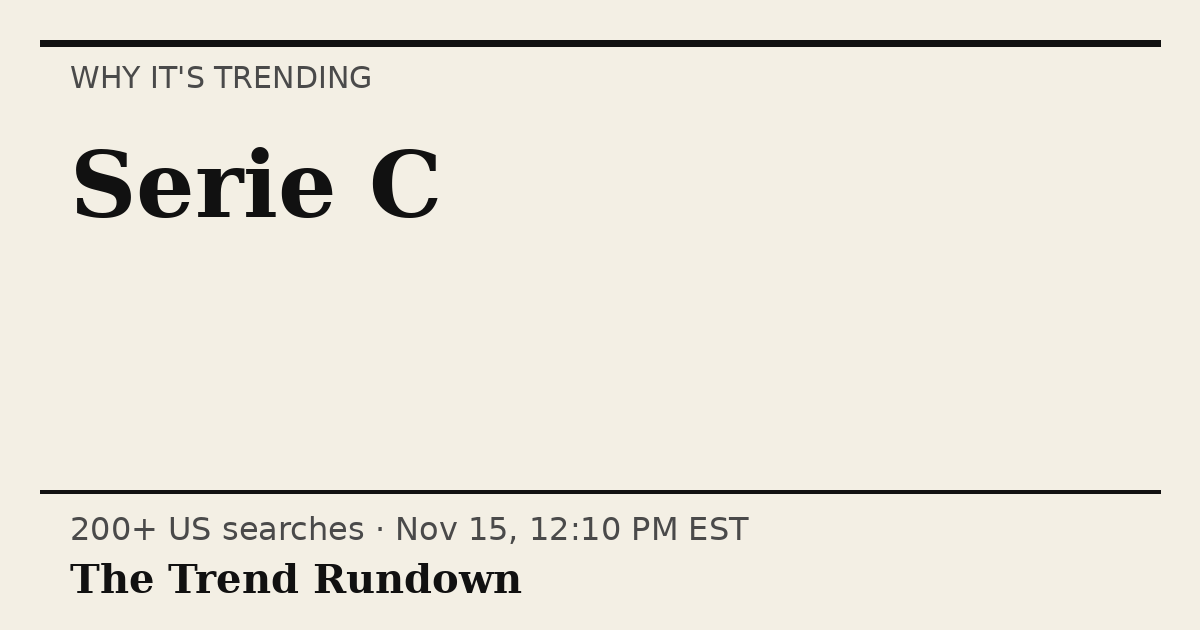 WHY IT'S TRENDING
Serie C
200+ US searches · Nov 15, 12:10 PM EST
The Trend Rundown